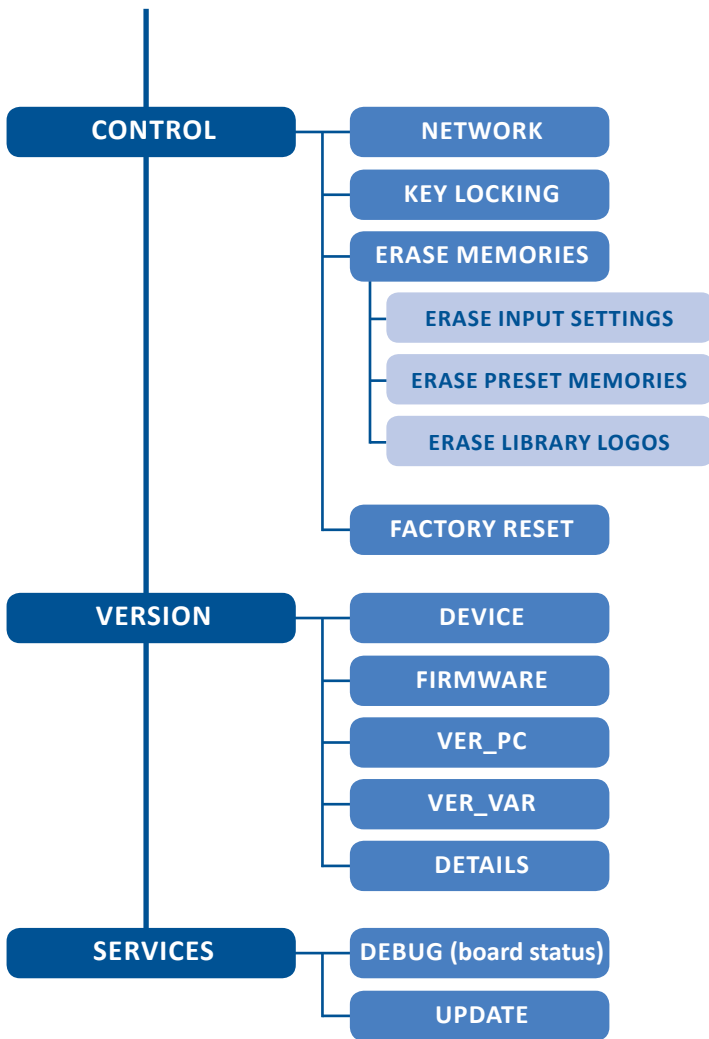 CONTROL
NETWORK
KEY LOCKING
ERASE MEMORIES
ERASE INPUT SETTINGS
ERASE PRESET MEMORIES
ERASE LIBRARY LOGOS
FACTORY RESET
VERSION
DEVICE
FIRMWARE
VER_PC
VER_VAR
DETAILS
SERVICES
DEBUG (board status)
UPDATE